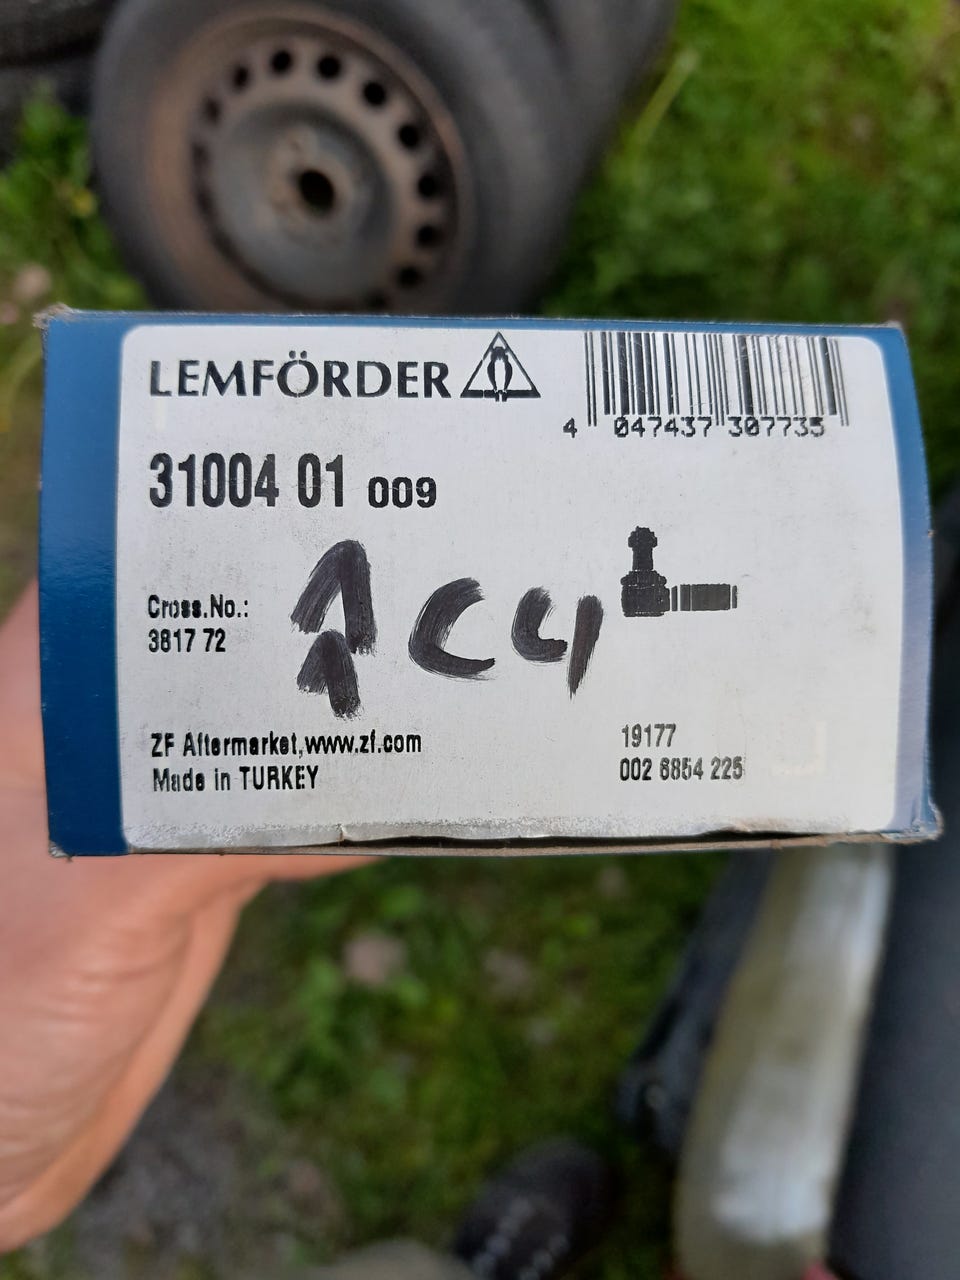 LEMFÖRDER
4 047437 307735
31004 01 009
Cross.No.:
3817 72
ZF Aftermarket,www.zf.com
Made in TURKEY
19177
002 6854 225